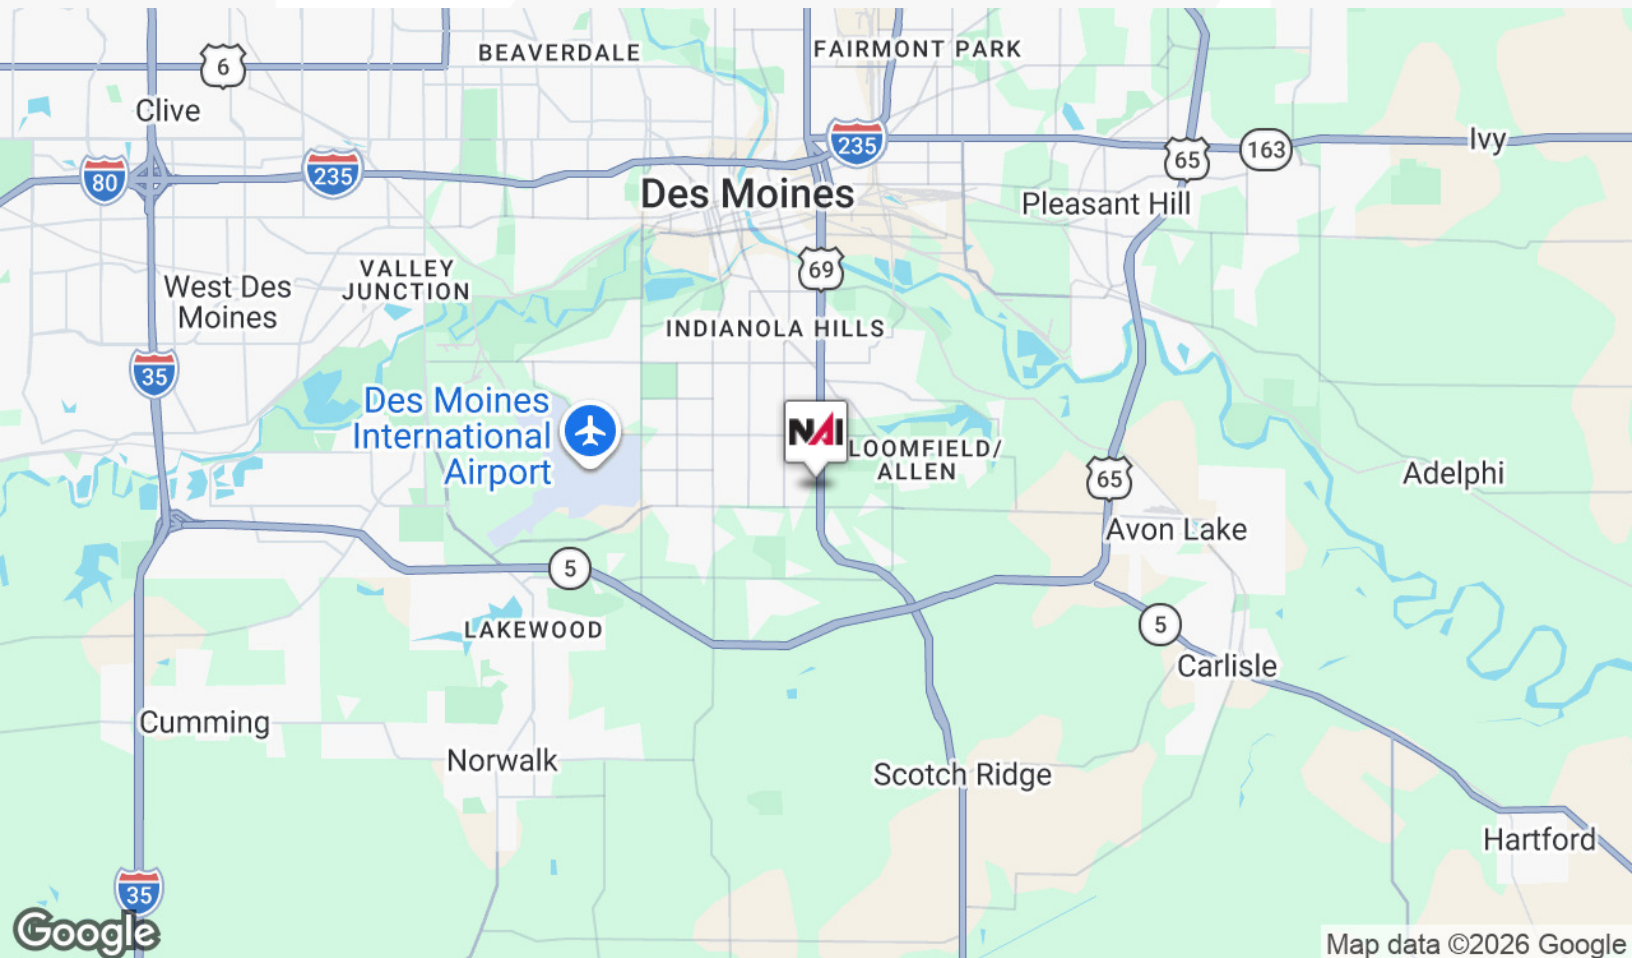 BEAVERDALE
FAIRMONT PARK
6
Clive
235
65
163
Ivy
80
235
Des Moines
Pleasant Hill
69
VALLEY
JUNCTION
West Des
Moines
INDIANOLA HILLS
35
Des Moines
International
Airport
NAI
LOOMFIELD/
ALLEN
65
Adelphi
Avon Lake
5
5
LAKEWOOD
Carlisle
Cumming
Norwalk
Scotch Ridge
Hartford
35
Google
Map data ©2026 Google